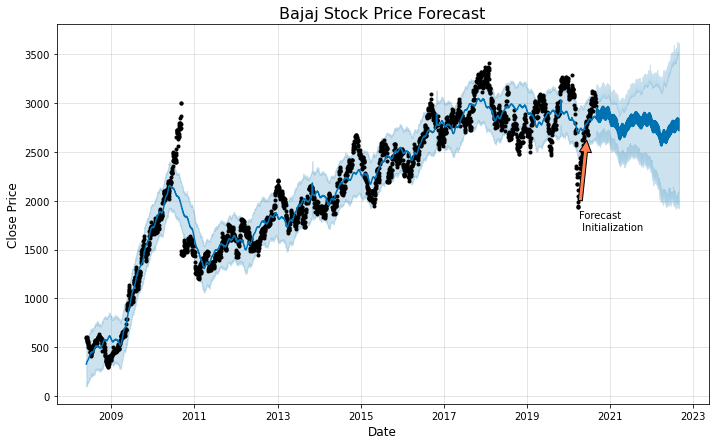 Bajaj Stock Price Forecast
Close Price
3500
3000
2500
2000
1500
1000
500
0
Forecast
Initialization
2009 2011 2013 2015 2017 2019 2021 2023
Date